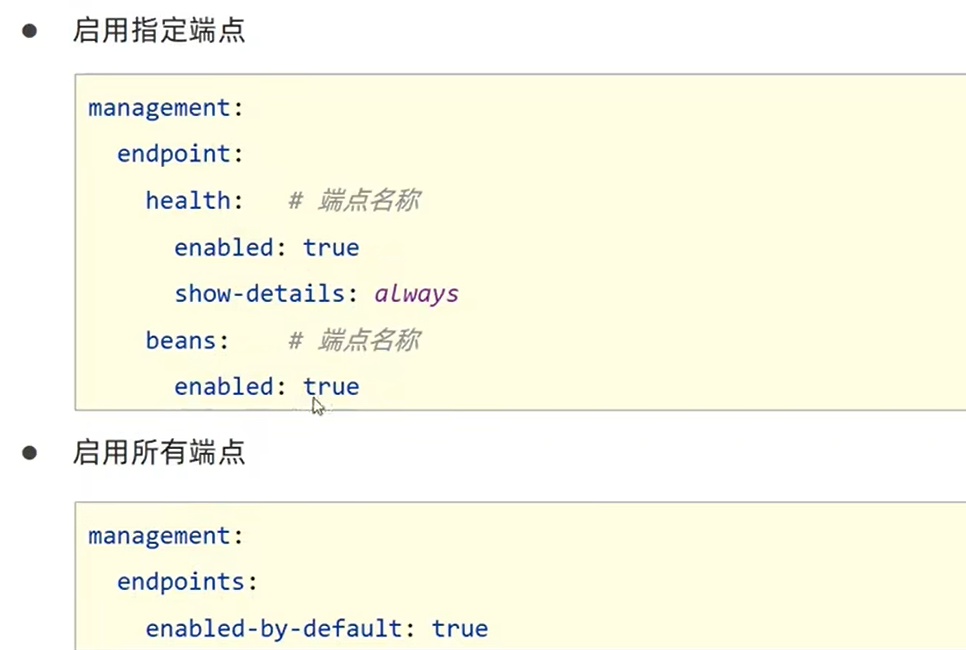 ● 启用指定端点
management:
  endpoint:
    health:   # 端点名称
      enabled: true
      show-details: always
    beans:    # 端点名称
      enabled: true
● 启用所有端点
management:
  endpoints:
    enabled-by-default: true